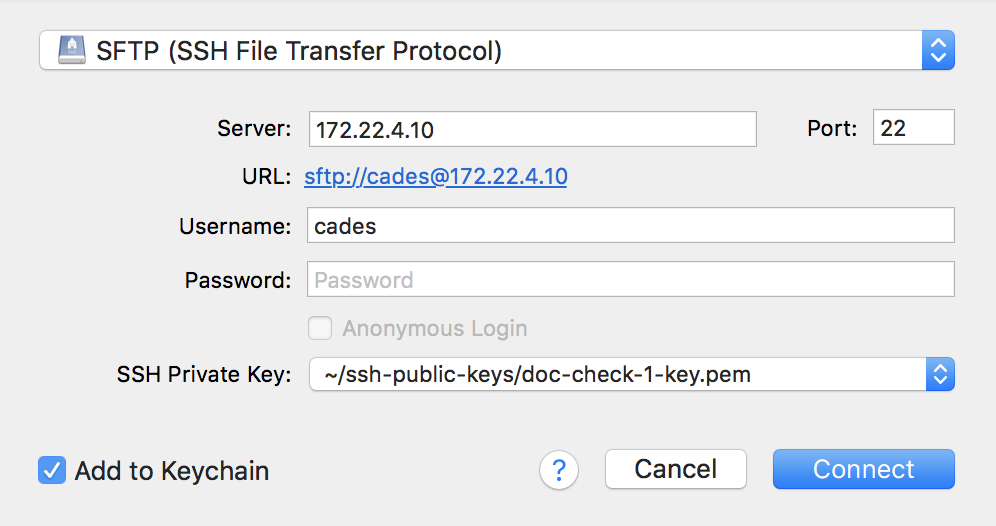 SFTP (SSH File Transfer Protocol)
Server: 172.22.4.10 Port: 22
URL: sftp://cades@172.22.4.10
Username: cades
Password: Password
Anonymous Login
SSH Private Key: ~/ssh-public-keys/doc-check-1-key.pem
Add to Keychain ? Cancel Connect